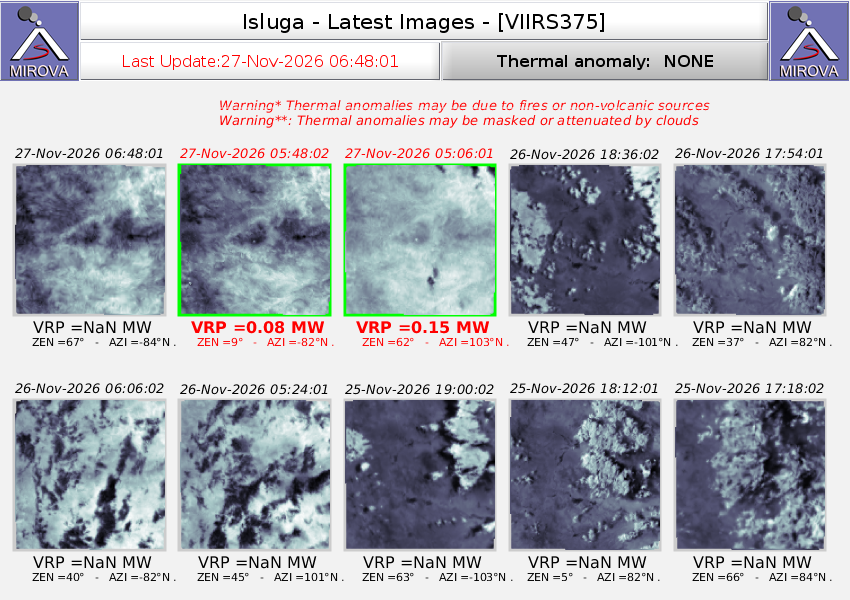 Isluga - Latest Images - [VIIRS375]
MIROVA
Last Update:27-Nov-2026 06:48:01
Thermal anomaly: NONE
MIROVA
Warning* Thermal anomalies may be due to fires or non-volcanic sources
Warning**: Thermal anomalies may be masked or attenuated by clouds
27-Nov-2026 06:48:01 27-Nov-2026 05:48:02 27-Nov-2026 05:06:01 26-Nov-2026 18:36:02 26-Nov-2026 17:54:01
VRP =NaN MW VRP =0.08 MW VRP =0.15 MW VRP =NaN MW VRP =NaN MW
ZEN =67° - AZI =-84°N . ZEN =9° - AZI =-82°N . ZEN =62° - AZI =103°N . ZEN =47° - AZI =-101°N . ZEN =37° - AZI =82°N .
26-Nov-2026 06:06:02 26-Nov-2026 05:24:01 25-Nov-2026 19:00:02 25-Nov-2026 18:12:01 25-Nov-2026 17:18:02
VRP =NaN MW VRP =NaN MW VRP =NaN MW VRP =NaN MW VRP =NaN MW
ZEN =40° - AZI =-82°N . ZEN =45° - AZI =101°N . ZEN =63° - AZI =-103°N . ZEN =5° - AZI =82°N . ZEN =66° - AZI =84°N .